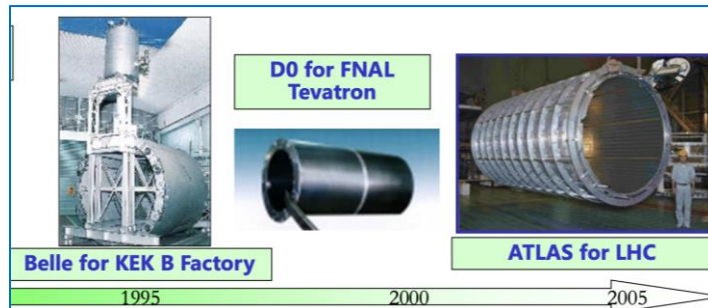 D0 for FNAL
Tevatron
Belle for KEK B Factory
ATLAS for LHC
1995
2000
2005